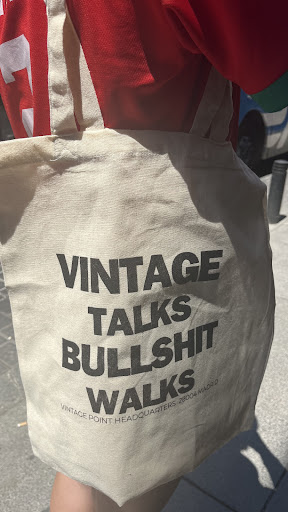 VINTAGE
TALKS
BULLSHIT
WALKS
VINTAGE POINT HEADQUARTERS, 28004 MADRID